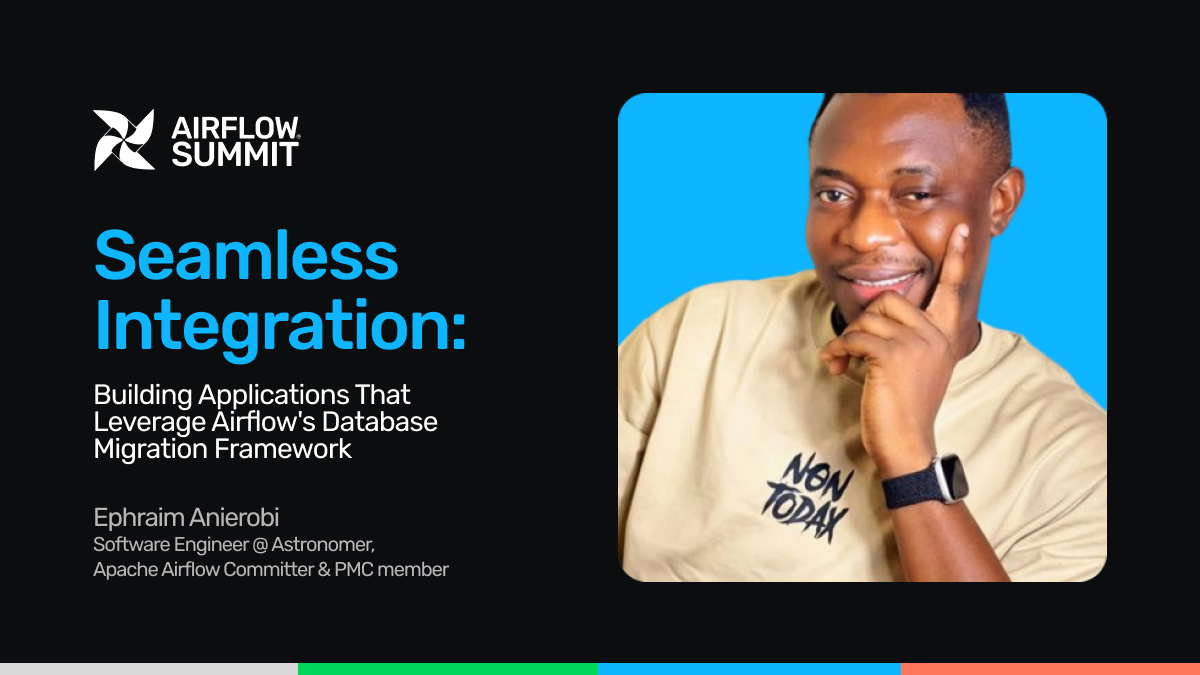 AIRFLOW
SUMMIT
Seamless
Integration:
Building Applications That
Leverage Airflow's Database
Migration Framework
Ephraim Anierobi
Software Engineer @ Astronomer,
Apache Airflow Committer & PMC member
NON
TODAY